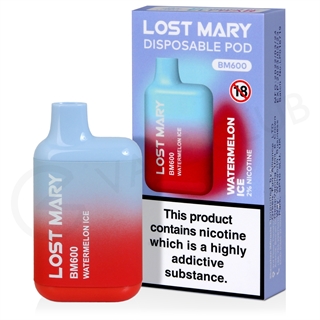 LOST MARY
DISPOSABLE POD
BM600
LOST MARY
BM600
WATERMELON ICE
18
WATERMELON
ICE
2% NICOTINE
This product
contains nicotine
which is a highly
addictive
substance.
LOST MARY
BM600
WATERMELON ICE